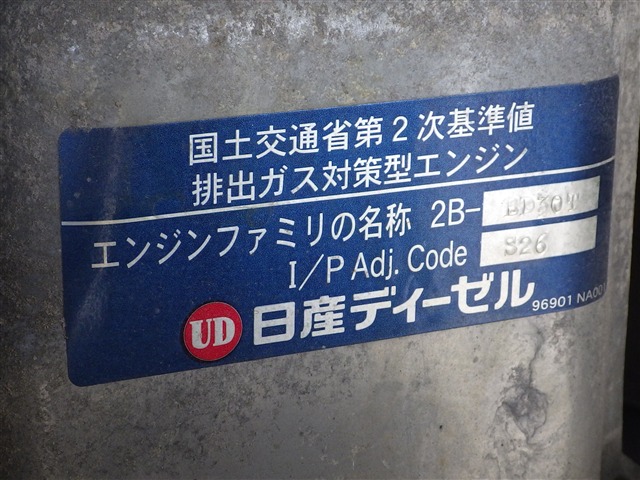 国土交通省第2次基準値
排出ガス対策型エンジン
エンジンファミリの名称 2B-
I/P Adj. Code S26
UD 日産ディーゼル
96901 NA00